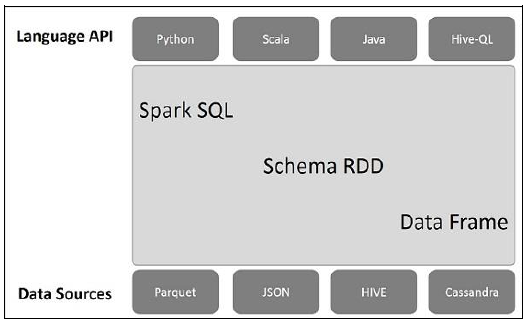 Language API
Python
Scala
Java
Hive-QL
Spark SQL
Schema RDD
Data Frame
Data Sources
Parquet
JSON
HIVE
Cassandra